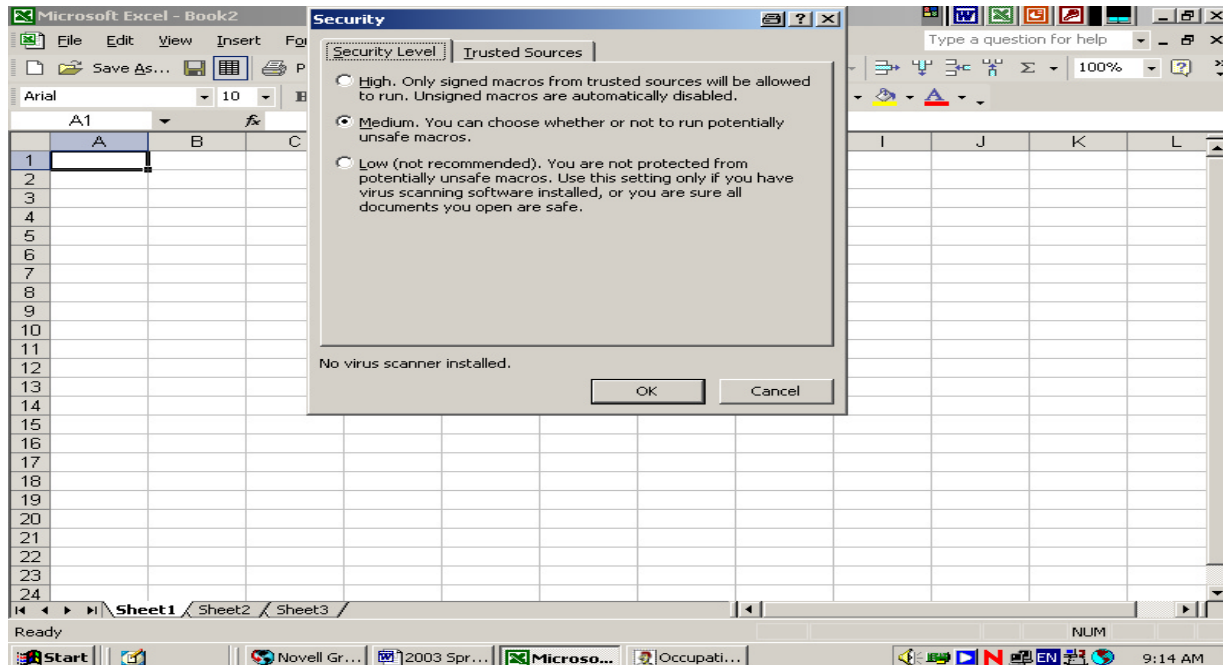 Microsoft Excel - Book2
Security
File Edit View Insert
Type a question for help
Security Level Trusted Sources
Save As...
100%
Arial 10
High. Only signed macros from trusted sources will be allowed
to run. Unsigned macros are automatically disabled.
Medium. You can choose whether or not to run potentially
unsafe macros.
Low (not recommended). You are not protected from
potentially unsafe macros. Use this setting only if you have
virus scanning software installed, or you are sure all
documents you open are safe.
No virus scanner installed.
OK Cancel
A1 fx
A B C I J K L
1
2
3
4
5
6
7
8
9
10
11
12
13
14
15
16
17
18
19
20
21
22
23
24
Sheet1 Sheet2 Sheet3
Ready NUM
Start Novell Gr... 2003 Spr... Microso... Occupati... EN 9:14 AM